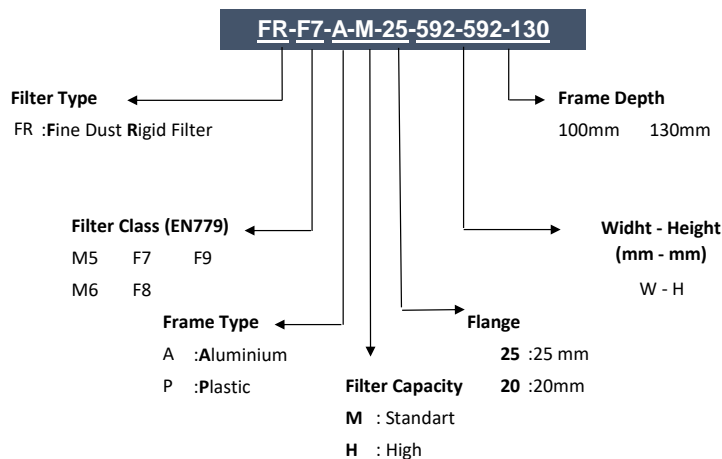 FR-F7-A-M-25-592-592-130
Filter Type
FR :Fine Dust Rigid Filter
Frame Depth
100mm 130mm
Filter Class (EN779)
M5 F7 F9
M6 F8
Widht - Height
(mm - mm)
W - H
Frame Type
A :Aluminium
P :Plastic
Flange
25 :25 mm
20 :20mm
Filter Capacity
M : Standart
H : High